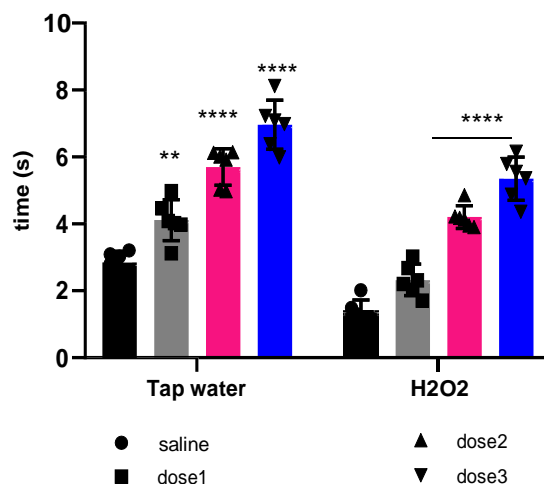 10
8
6
4
2
0
time (s)
**
****
****
****
Tap water
H2O2
saline
dose1
dose2
dose3